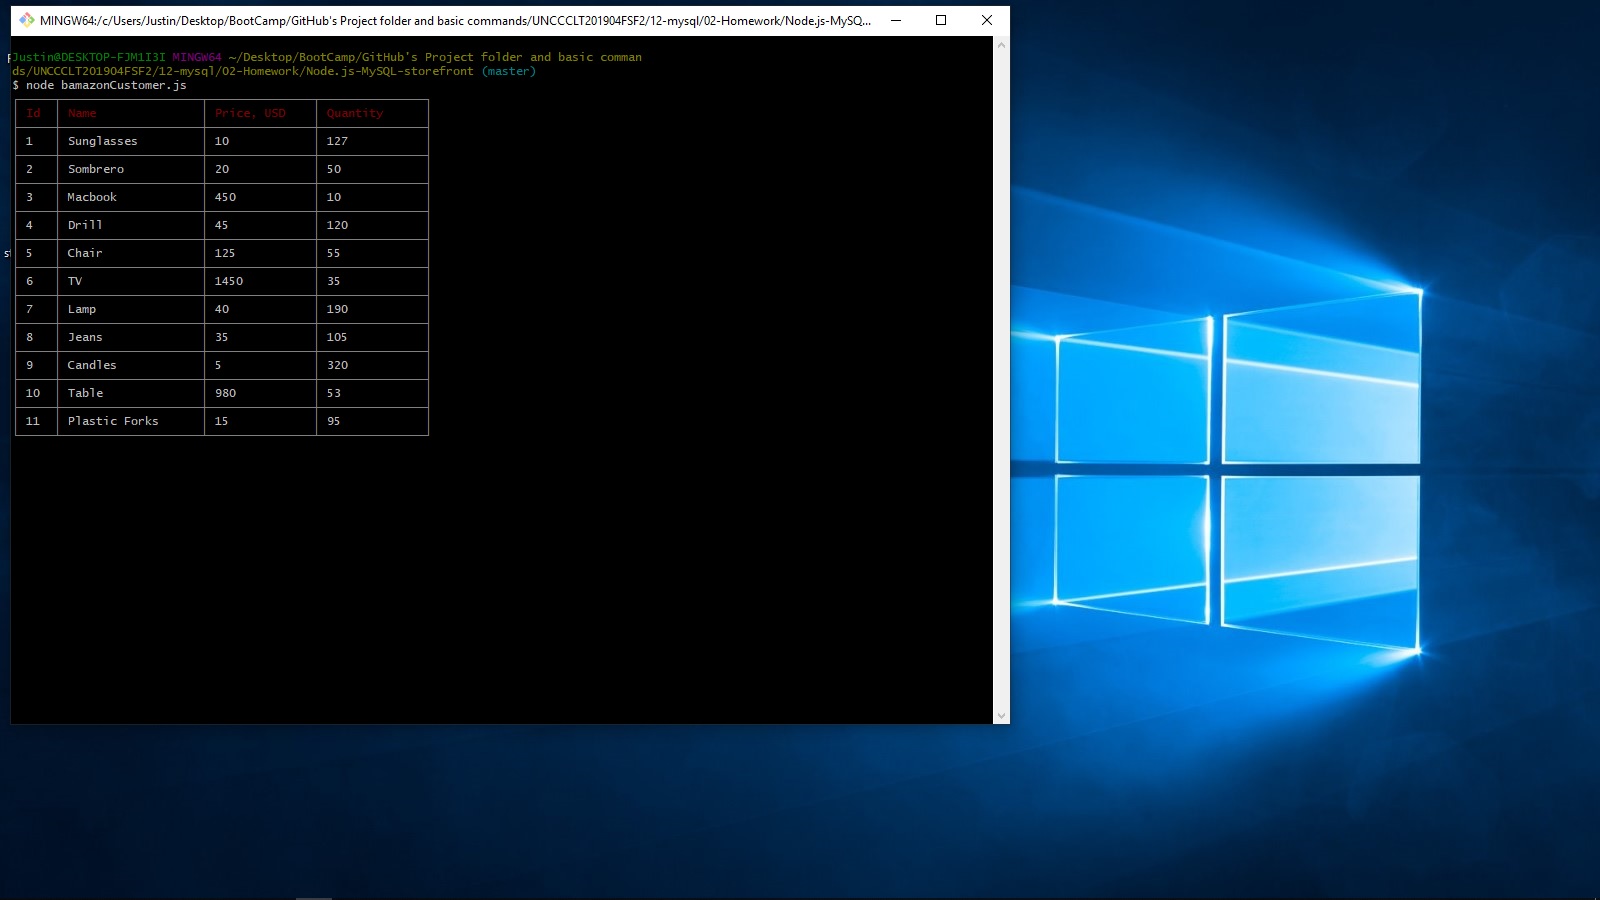 MINGW64:/c/Users/Justin/Desktop/BootCamp/GitHub's Project folder and basic commands/UNCCCLT201904FSF2/12-mysql/02-Homework/Node.js-MySQ...
Justin@DESKTOP-FJM1I3I MINGW64 ~/Desktop/BootCamp/GitHub's Project folder and basic comman
ds/UNCCCLT201904FSF2/12-mysql/02-Homework/Node.js-MySQL-storefront (master)
$ node bamazonCustomer.js
Id Name Price, USD Quantity
1 Sunglasses 10 127
2 Sombrero 20 50
3 Macbook 450 10
4 Drill 45 120
5 Chair 125 55
6 TV 1450 35
7 Lamp 40 190
8 Jeans 35 105
9 Candles 5 320
10 Table 980 53
11 Plastic Forks 15 95